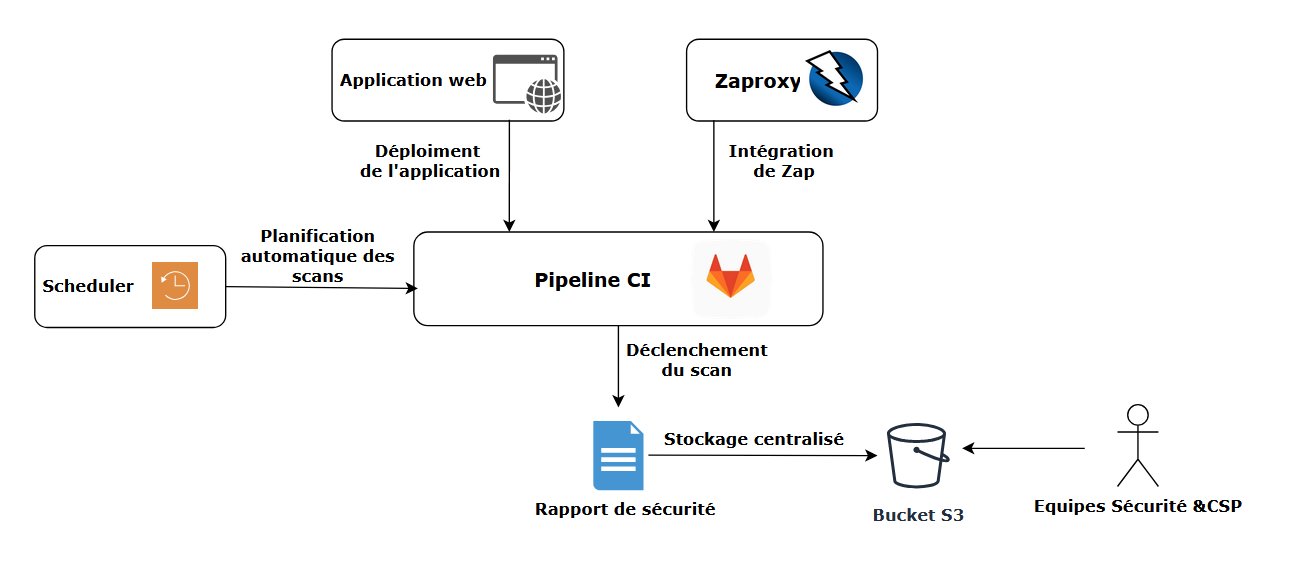 Application web
Zaproxy
Déploiment
de l'application
Intégration
de Zap
Planification
automatique des
scans
Scheduler
Pipeline CI
Déclenchement
du scan
Stockage centralisé
Rapport de sécurité
Bucket S3
Equipes Sécurité &CSP